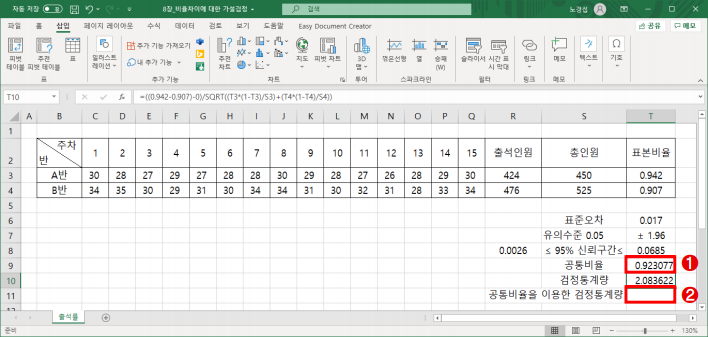 자동 저장 8장_비율차이에 대한 가설검정 검색 노경섭
파일 홈 삽입 페이지 레이아웃 수식 데이터 검토 보기 도움말 Easy Document Creator 공유 메모
피벗 테이블 추천 피벗 테이블 표 일러스트레이션 추가 기능 가져오기 내 추가 기능 추천 차트 지도 피벗 차트 3D 맵 꺾은선형 열 승패 (W) 슬라이서 시간 표시 막대 링크 메모 텍스트 기호
표 추가 기능 차트 투어 스파크라인 필터 링크 메모
T10 =((0.942-0.907)-0)/SQRT((T3*(1-T3)/S3)+(T4*(1-T4)/S4))
A B C D E F G H I J K L M N O P Q R S T
1
2 주차 반 1 2 3 4 5 6 7 8 9 10 11 12 13 14 15 출석인원 총인원 표본비율
3 A반 30 28 27 29 27 28 28 30 29 28 27 26 28 29 30 424 450 0.942
4 B반 34 35 30 29 31 30 34 34 31 30 32 31 31 30 34 476 525 0.907
5
6 표준오차 0.017
7 유의수준 0.05 ± 1.96
8 0.0026 ≤ 95% 신뢰구간≤ 0.0685
9 공통비율 0.923077 1
10 검정통계량 2.083622
11 공통비율을 이용한 검정통계량 2
출석률
준비 130%